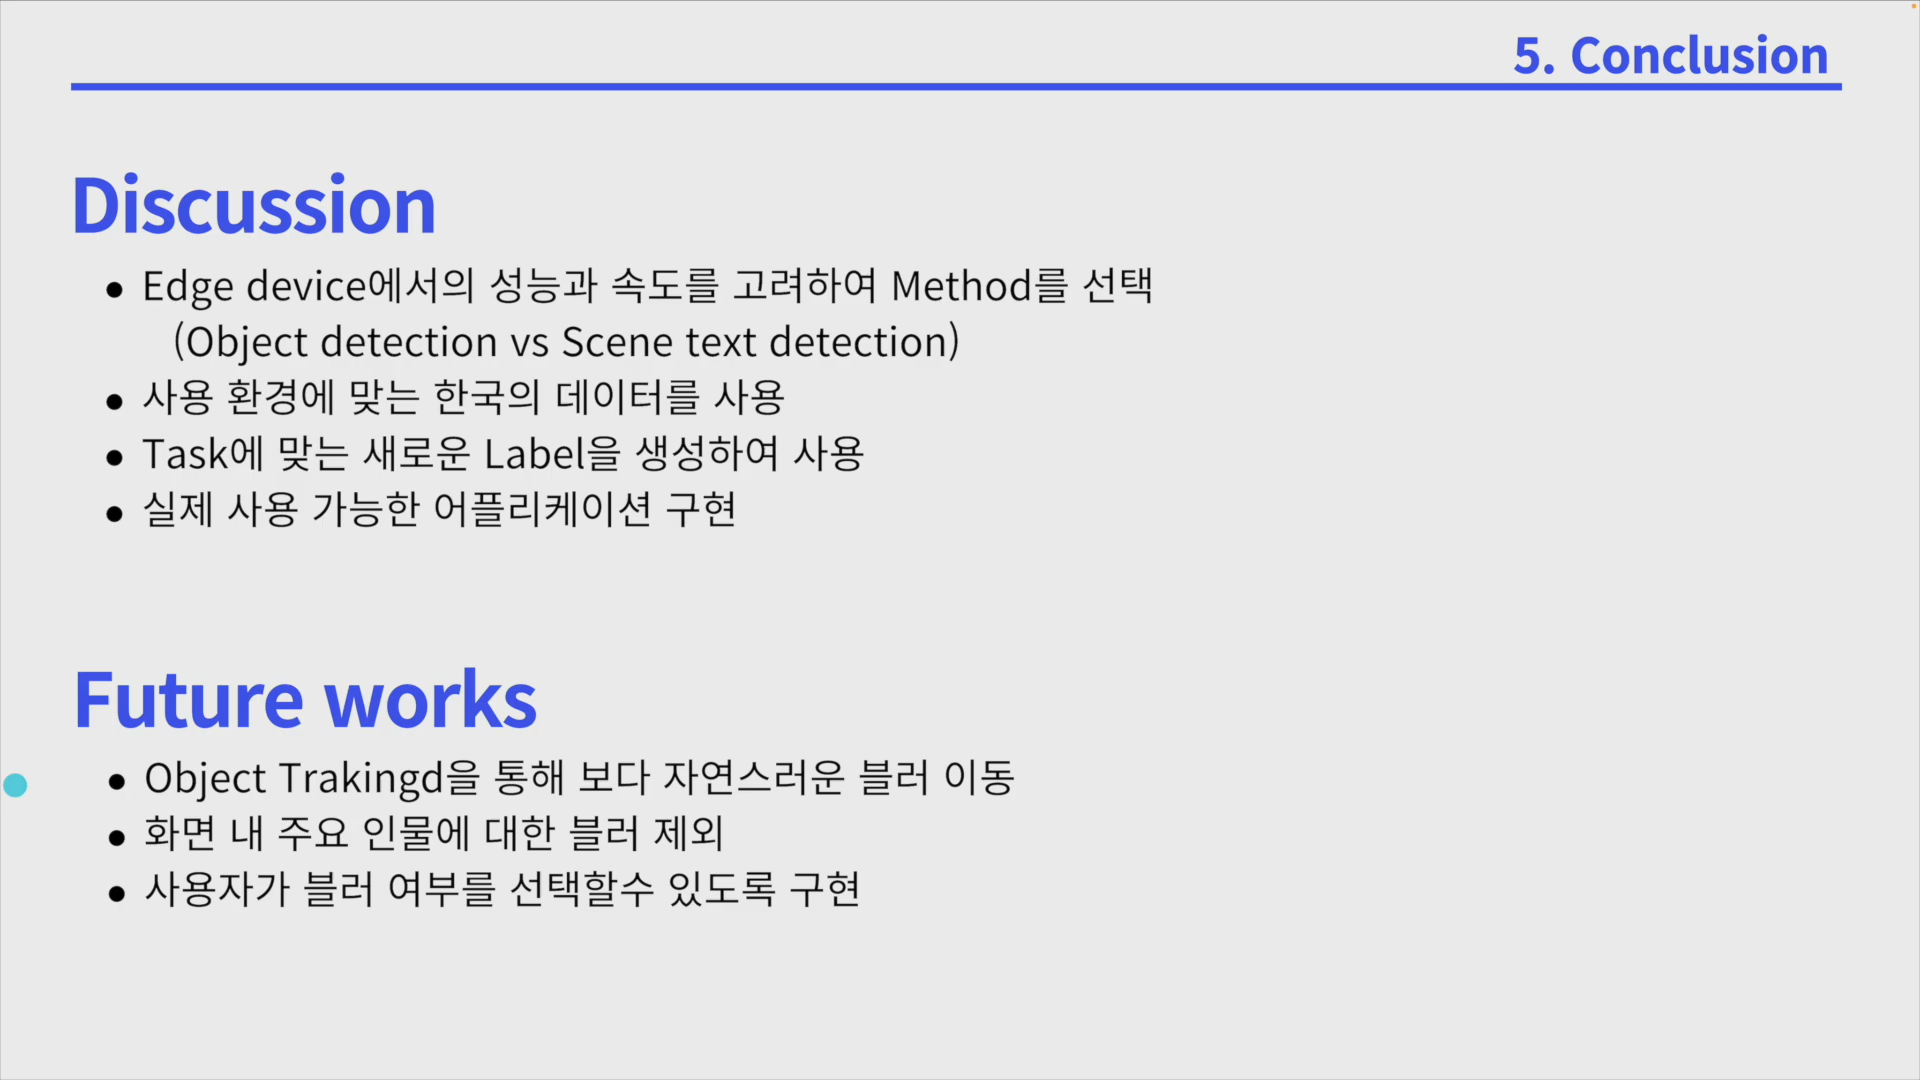 5. Conclusion
Discussion
● Edge device에서의 성능과 속도를 고려하여 Method를 선택
(Object detection vs Scene text detection)
● 사용 환경에 맞는 한국의 데이터를 사용
● Task에 맞는 새로운 Label을 생성하여 사용
● 실제 사용 가능한 어플리케이션 구현
Future works
● Object Trakingd을 통해 보다 자연스러운 블러 이동
● 화면 내 주요 인물에 대한 블러 제외
● 사용자가 블러 여부를 선택할수 있도록 구현